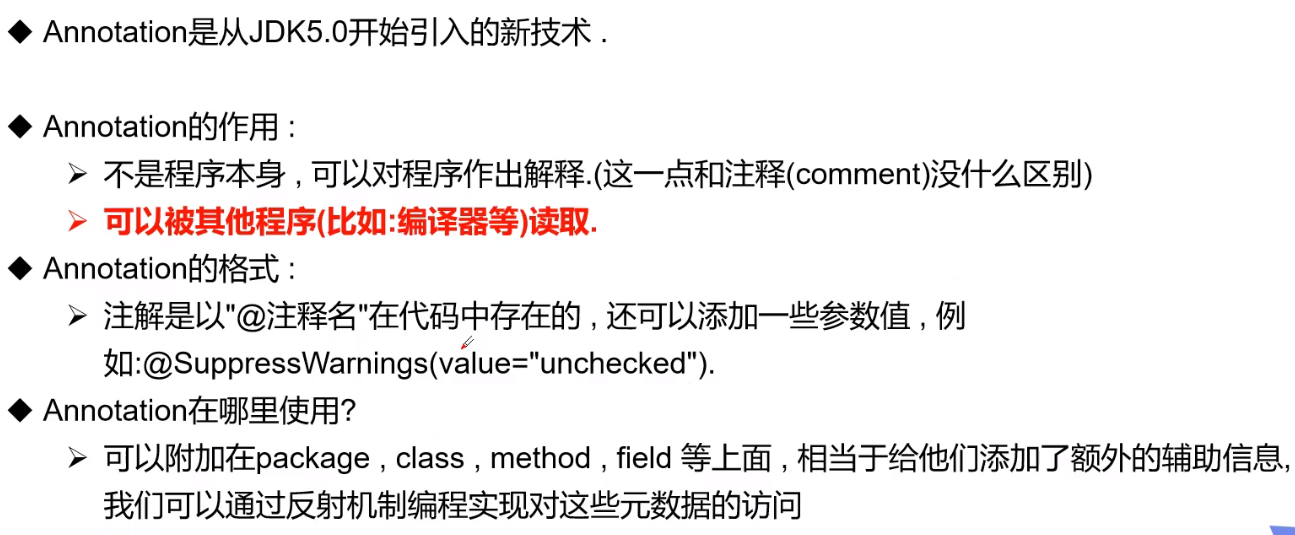 ◆ Annotation是从JDK5.0开始引入的新技术 .
◆ Annotation的作用 :
➢ 不是程序本身 , 可以对程序作出解释.(这一点和注释(comment)没什么区别)
➢ 可以被其他程序(比如:编译器等)读取.
◆ Annotation的格式 :
➢ 注解是以"@注释名"在代码中存在的 , 还可以添加一些参数值 , 例
如:@SuppressWarnings(value="unchecked").
◆ Annotation在哪里使用?
➢ 可以附加在package , class , method , field 等上面 , 相当于给他们添加了额外的辅助信息,
我们可以通过反射机制编程实现对这些元数据的访问